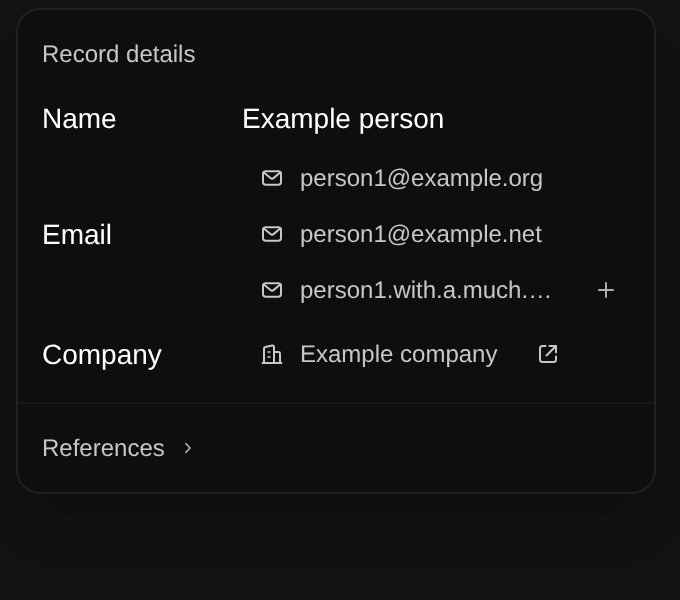 Record details
Name Example person
person1@example.org
Email person1@example.net
person1.with.a.much.…
Company Example company
References